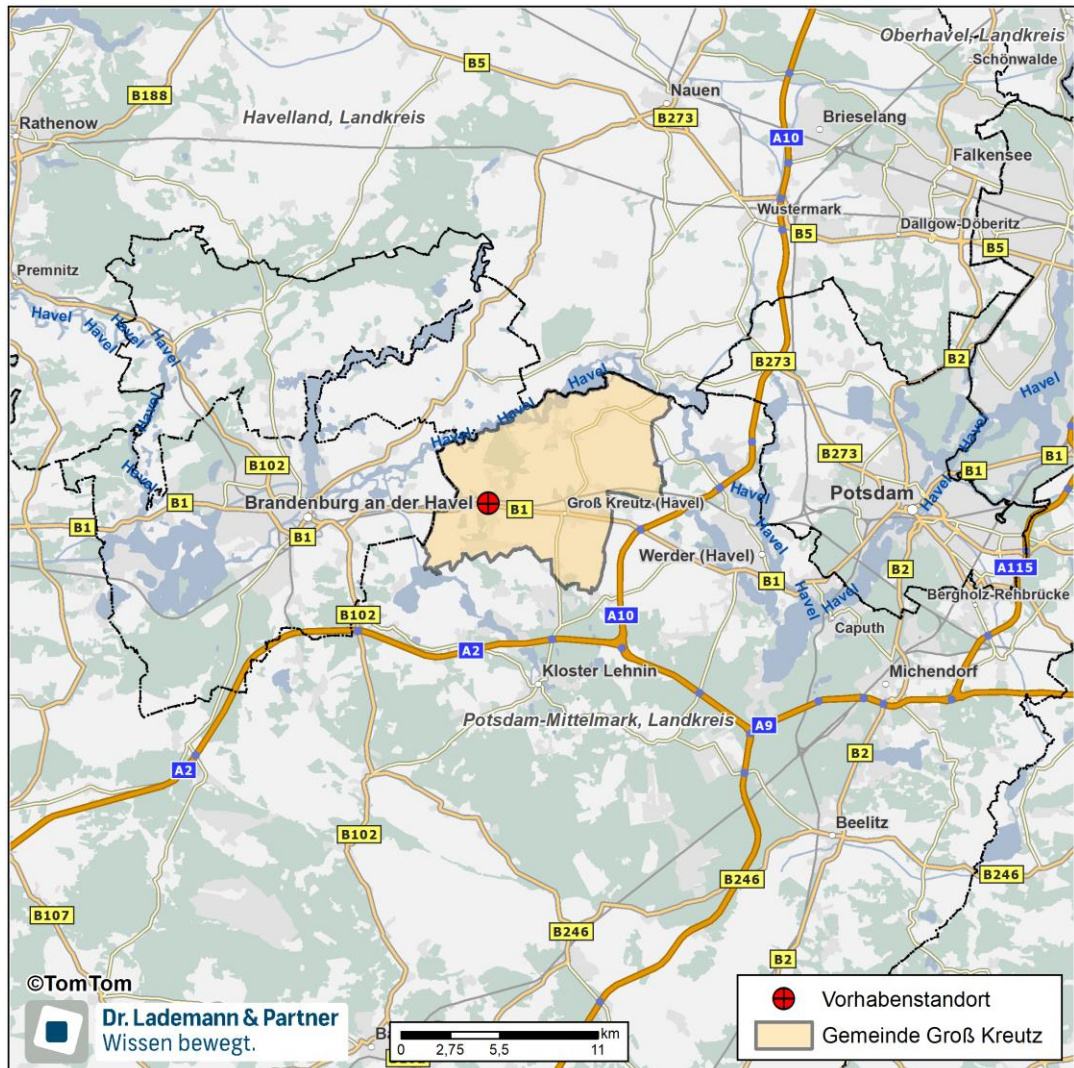 Oberhavel, Landkreis
Schönwalde
B5
Nauen
B188
Havelland, Landkreis
B273
Rathenow
A10
Brieselang
Falkensee
Wustermark
Dallgow-Döberitz
B5
B5
Premnitz
Havel
Havel
Havel
Havel
B2
B273
Havel
Havel
Havel
Havel
Havel
B102
Havel
B273
B1
B1
Havel
B1
Brandenburg an der Havel
B1
Groß Kreutz (Havel)
Havel
Potsdam
Havel
B1
Werder (Havel)
Havel
B1
B2
A115
Bergholz-Rehbrücke
Havel
Havel
B102
A10
Caputh
A2
Kloster Lehnin
Michendorf
Potsdam-Mittelmark, Landkreis
A9
A2
B2
B102
Beelitz
B246
B246
B107
B246
B2
©TomTom
Dr. Lademann & Partner
Wissen bewegt.
km
0 2,75 5,5 11
Vorhabenstandort
Gemeinde Groß Kreutz